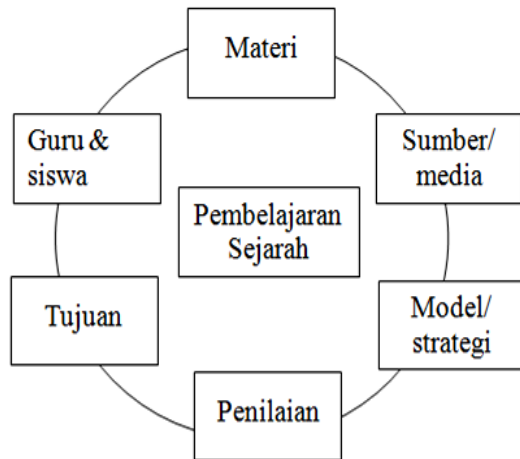 Materi
Guru &
siswa
Sumber/
media
Pembelajaran
Sejarah
Tujuan
Model/
strategi
Penilaian